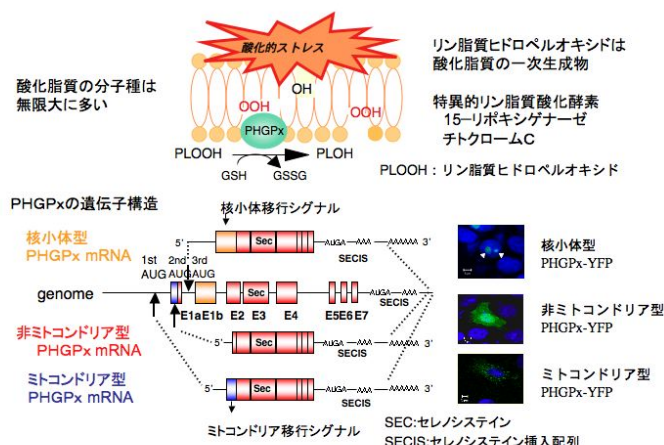 酸化的ストレス
リン脂質ヒドロペルオキシドは
酸化脂質の一次生成物
酸化脂質の分子種は
無限大に多い
OH
OOH
OOH
特異的リン脂質酸化酵素
15−リポキシゲナーゼ
チトクロームC
PHGPx
PLOOH
PLOH
GSH
GSSG
PLOOH：リン脂質ヒドロペルオキシド
PHGPxの遺伝子構造
核小体移行シグナル
核小体型
PHGPx mRNA
5’
Sec
AUGA
AAA
AAAAAA
3’
SECIS
1st
2nd
3rd
AUG
AUG
AUG
genome
Sec
AUGA
AAA
SECIS
E1a
E1b
E2
E3
E4
E5
E6
E7
非ミトコンドリア型
PHGPx mRNA
5’
AUGA
AAA
AAAAAA
3’
SECIS
ミトコンドリア型
PHGPx mRNA
5’
AUGA
AAA
AAAAAA
3’
SECIS
ミトコンドリア移行シグナル
核小体型
PHGPx-YFP
非ミトコンドリア型
PHGPx-YFP
ミトコンドリア型
PHGPx-YFP
SEC:セレノシステイン
SECIS:セレノシステイン挿入配列